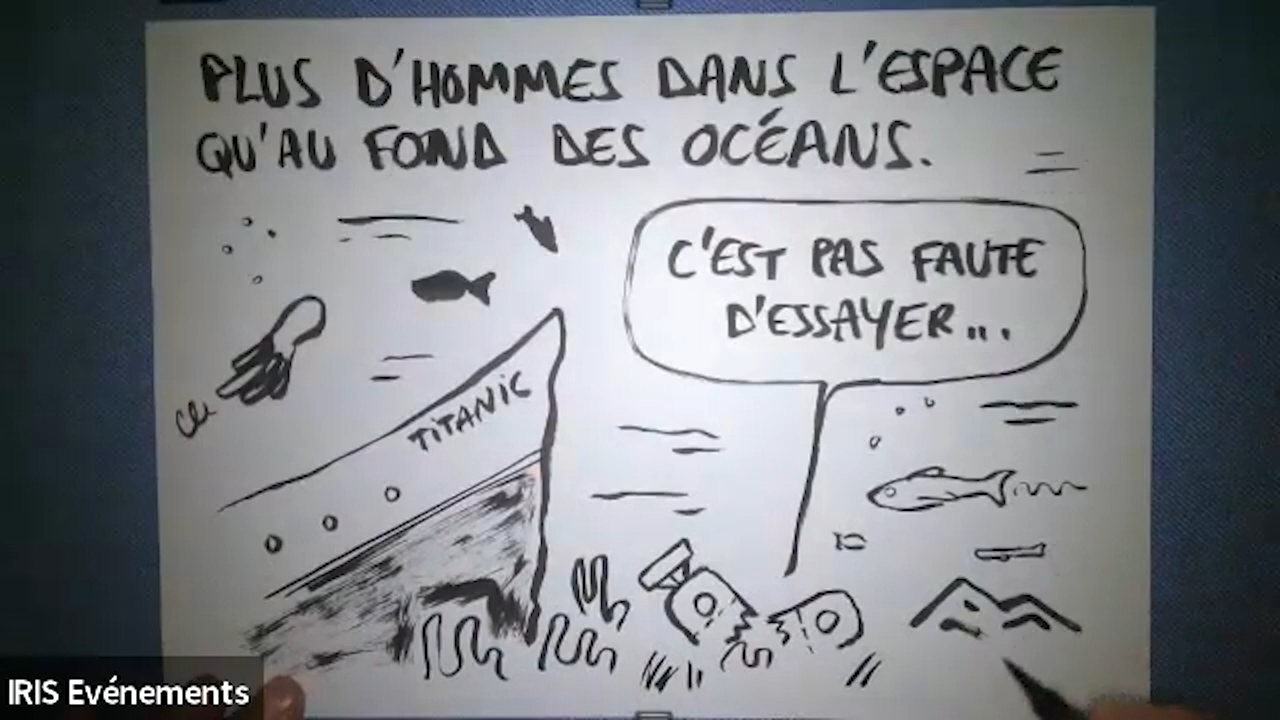 PLUS D'HOMMES DANS L'ESPACE
QU'AU FOND DES OCÉANS.
C'EST PAS FAUTE
D'ESSAYER...
TITANIC
IRIS Evénements